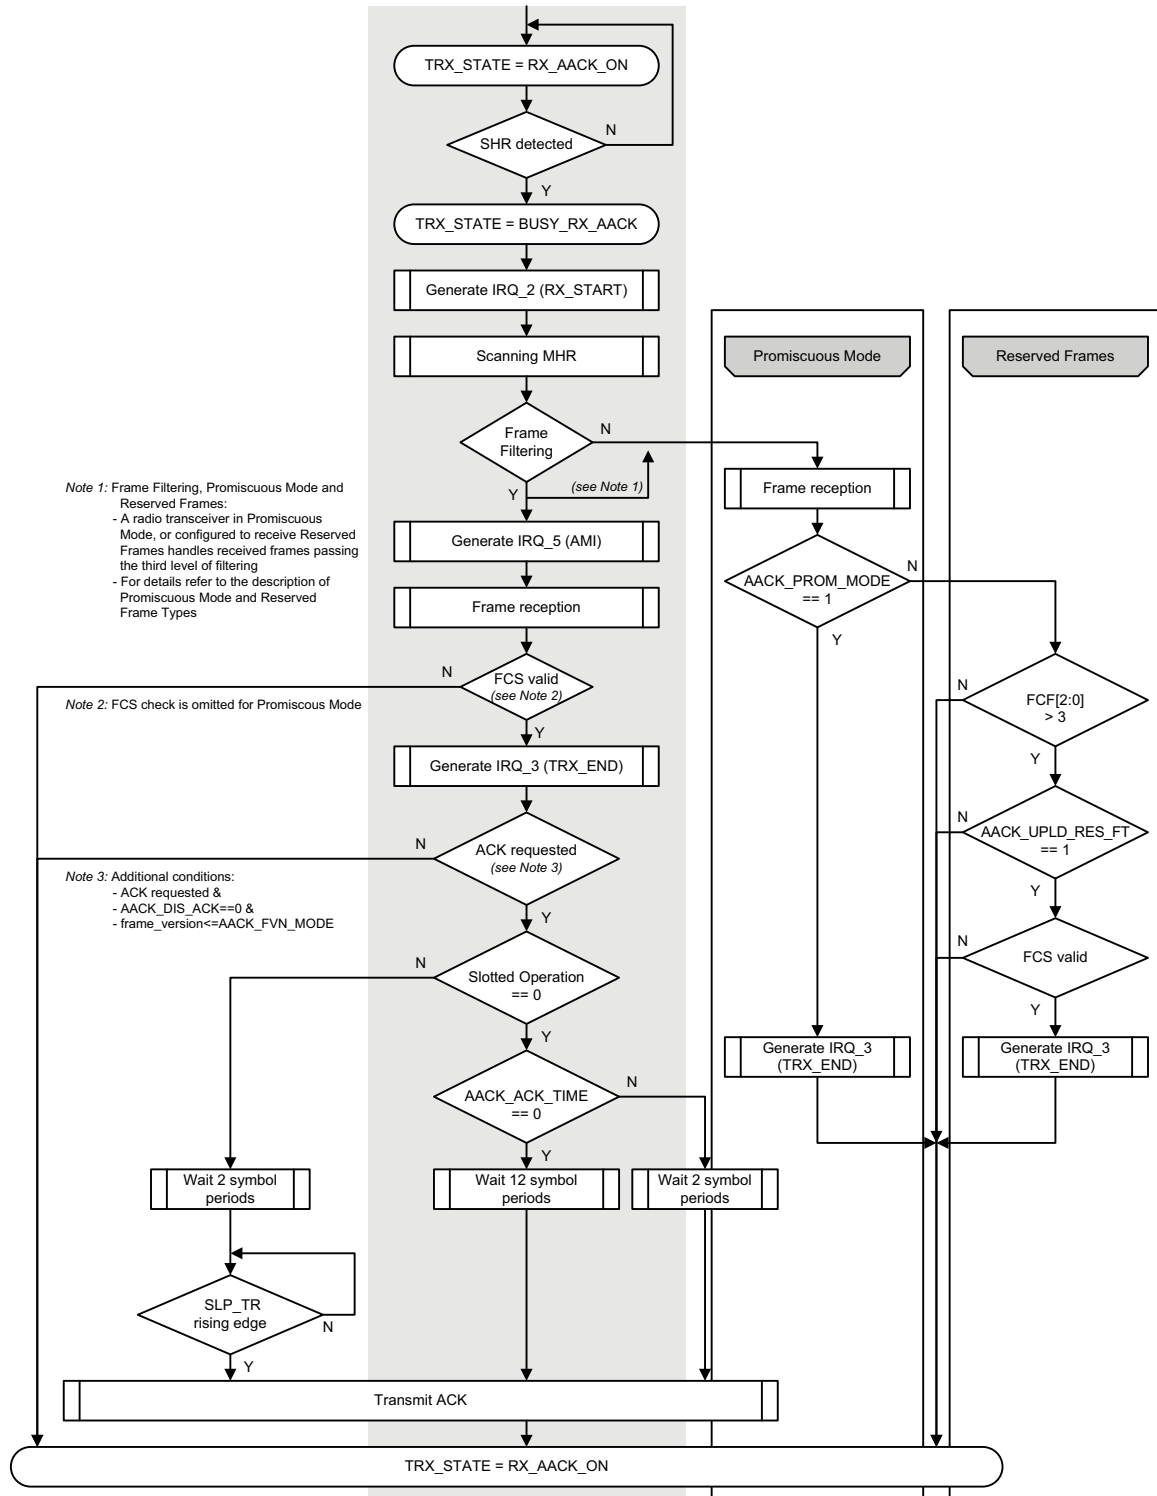 TRX_STATE = RX_AACK_ON
SHR detected
N
Y
TRX_STATE = BUSY_RX_AACK
Generate IRQ_2 (RX_START)
Scanning MHR
Promiscuous Mode
Reserved Frames
Frame
Filtering
N
Y
(see Note 1)
Note 1: Frame Filtering, Promiscuous Mode and
Reserved Frames:
- A radio transceiver in Promiscuous
Mode, or configured to receive Reserved
Frames handles received frames passing
the third level of filtering
- For details refer to the description of
Promiscuous Mode and Reserved
Frame Types
Frame reception
Generate IRQ_5 (AMI)
AACK_PROM_MODE
== 1
N
Y
Frame reception
FCS valid
(see Note 2)
N
Y
Note 2: FCS check is omitted for Promiscous Mode
FCF[2:0]
> 3
N
Y
Generate IRQ_3 (TRX_END)
ACK requested
(see Note 3)
N
Y
AACK_UPLD_RES_FT
== 1
N
Y
Note 3: Additional conditions:
- ACK requested &
- AACK_DIS_ACK==0 &
- frame_version<=AACK_FVN_MODE
Slotted Operation
== 0
N
Y
FCS valid
N
Y
Generate IRQ_3
(TRX_END)
Generate IRQ_3
(TRX_END)
AACK_ACK_TIME
== 0
N
Y
Wait 2 symbol
periods
Wait 12 symbol
periods
Wait 2 symbol
periods
SLP_TR
rising edge
N
Y
Transmit ACK
TRX_STATE = RX_AACK_ON